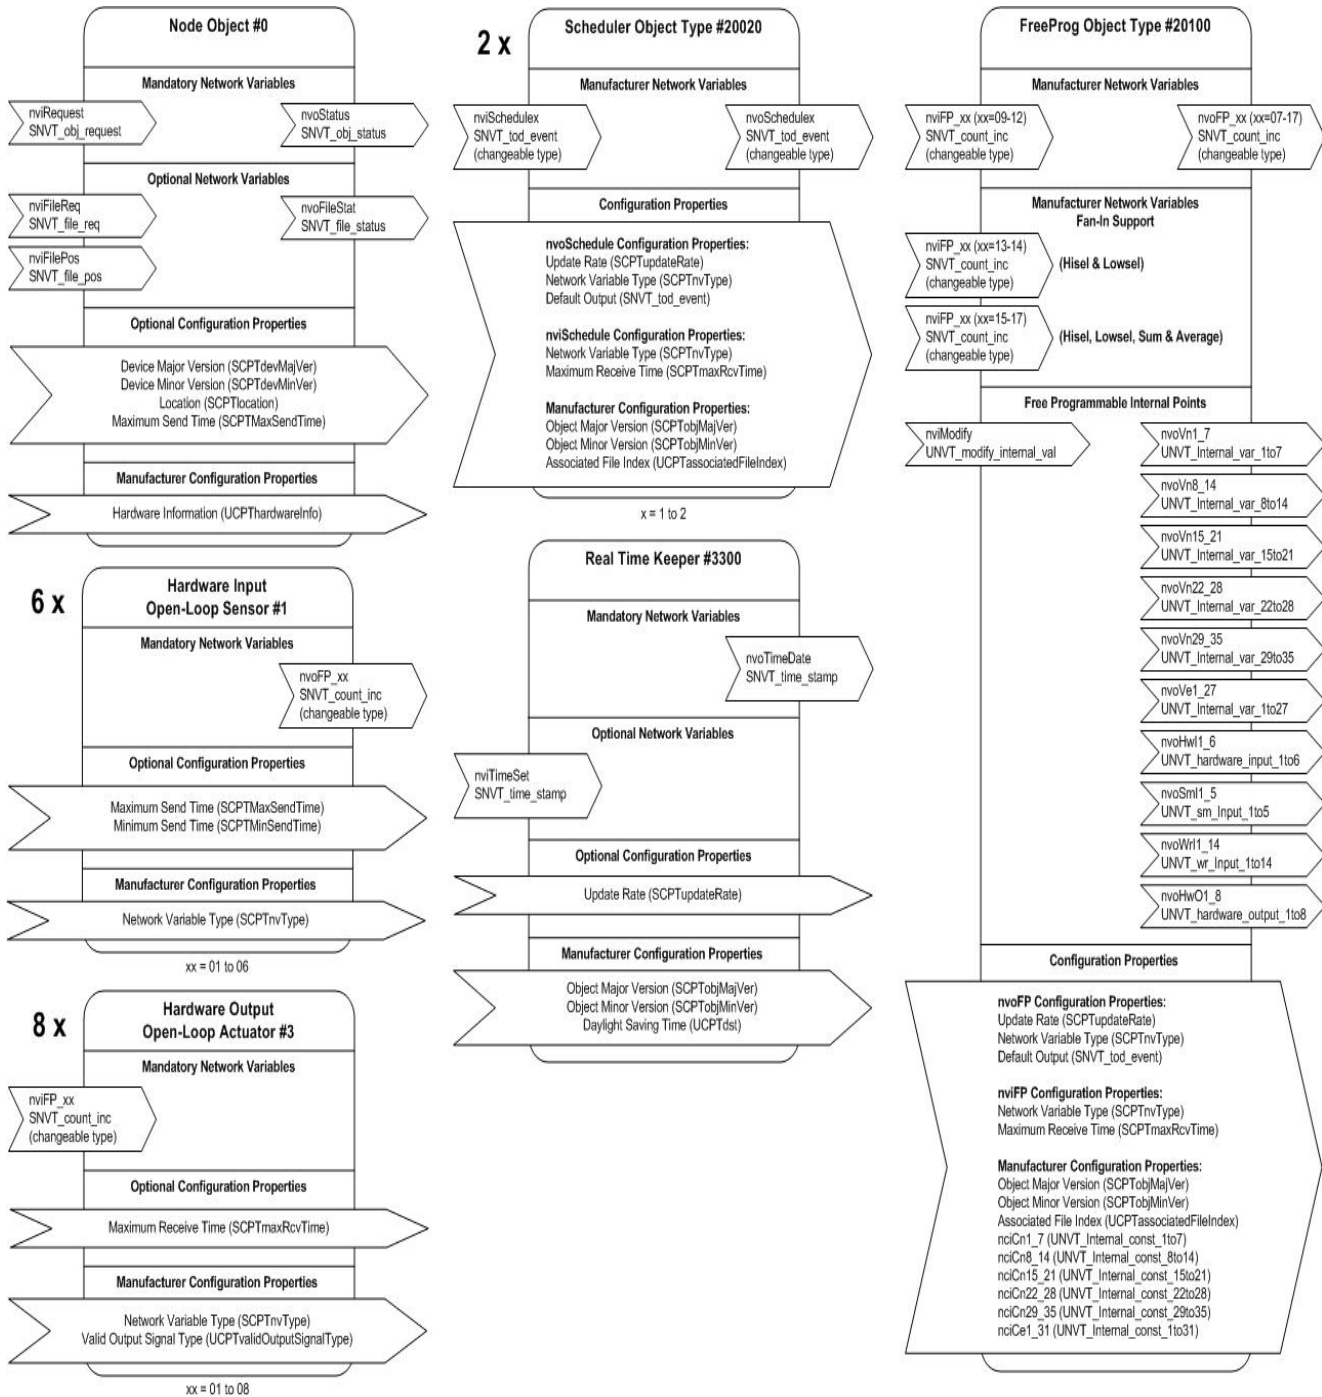 Node Object #0
Mandatory Network Variables
nviRequest
SNVT_obj_request
nvoStatus
SNVT_obj_status
Optional Network Variables
nviFileReq
SNVT_file_req
nvoFileStat
SNVT_file_status
nviFilePos
SNVT_file_pos
Optional Configuration Properties
Device Major Version (SCPTdevMajVer)
Device Minor Version (SCPTdevMinVer)
Location (SCPTlocation)
Maximum Send Time (SCPTMaxSendTime)
Manufacturer Configuration Properties
Hardware Information (UCPThardwareInfo)
6 x
Hardware Input
Open-Loop Sensor #1
Mandatory Network Variables
nvoFP_xx
SNVT_count_inc
(changeable type)
Optional Configuration Properties
Maximum Send Time (SCPTMaxSendTime)
Minimum Send Time (SCPTMinSendTime)
Manufacturer Configuration Properties
Network Variable Type (SCPTnvType)
xx = 01 to 06
8 x
Hardware Output
Open-Loop Actuator #3
Mandatory Network Variables
nviFP_xx
SNVT_count_inc
(changeable type)
Optional Configuration Properties
Maximum Receive Time (SCPTmaxRcvTime)
Manufacturer Configuration Properties
Network Variable Type (SCPTnvType)
Valid Output Signal Type (UCPTvalidOutputSignalType)
xx = 01 to 08
2 x
Scheduler Object Type #20020
Manufacturer Network Variables
nviSchedulex
SNVT_tod_event
(changeable type)
nvoSchedulex
SNVT_tod_event
(changeable type)
Configuration Properties
nvoSchedule Configuration Properties:
Update Rate (SCPTupdateRate)
Network Variable Type (SCPTnvType)
Default Output (SNVT_tod_event)
nviSchedule Configuration Properties:
Network Variable Type (SCPTnvType)
Maximum Receive Time (SCPTmaxRcvTime)
Manufacturer Configuration Properties:
Object Major Version (SCPTobjMajVer)
Object Minor Version (SCPTobjMinVer)
Associated File Index (UCPTassociatedFileIndex)
x = 1 to 2
Real Time Keeper #3300
Mandatory Network Variables
nvoTimeDate
SNVT_time_stamp
Optional Network Variables
nviTimeSet
SNVT_time_stamp
Optional Configuration Properties
Update Rate (SCPTupdateRate)
Manufacturer Configuration Properties
Object Major Version (SCPTobjMajVer)
Object Minor Version (SCPTobjMinVer)
Daylight Saving Time (UCPTdst)
FreeProg Object Type #20100
Manufacturer Network Variables
nviFP_xx (xx=09-12)
SNVT_count_inc
(changeable type)
nvoFP_xx (xx=07-17)
SNVT_count_inc
(changeable type)
Manufacturer Network Variables
Fan-In Support
nviFP_xx (xx=13-14)
SNVT_count_inc
(changeable type)
(Hisel & Lowsel)
nviFP_xx (xx=15-17)
SNVT_count_inc
(changeable type)
(Hisel, Lowsel, Sum & Average)
Free Programmable Internal Points
nviModify
UNVT_modify_internal_val
nvoVn1_7
UNVT_Internal_var_1to7
nvoVn8_14
UNVT_Internal_var_8to14
nvoVn15_21
UNVT_Internal_var_15to21
nvoVn22_28
UNVT_Internal_var_22to28
nvoVn29_35
UNVT_Internal_var_29to35
nvoVe1_27
UNVT_Internal_var_1to27
nvoHwI1_6
UNVT_hardware_input_1to6
nvoSmI1_5
UNVT_sm_Input_1to5
nvoWrI1_14
UNVT_wr_Input_1to14
nvoHwO1_8
UNVT_hardware_output_1to8
Configuration Properties
nvoFP Configuration Properties:
Update Rate (SCPTupdateRate)
Network Variable Type (SCPTnvType)
Default Output (SNVT_tod_event)
nviFP Configuration Properties:
Network Variable Type (SCPTnvType)
Maximum Receive Time (SCPTmaxRcvTime)
Manufacturer Configuration Properties:
Object Major Version (SCPTobjMajVer)
Object Minor Version (SCPTobjMinVer)
Associated File Index (UCPTassociatedFileIndex)
nciCn1_7 (UNVT_Internal_const_1to7)
nciCn8_14 (UNVT_Internal_const_8to14)
nciCn15_21 (UNVT_Internal_const_15to21)
nciCn22_28 (UNVT_Internal_const_22to28)
nciCn29_35 (UNVT_Internal_const_29to35)
nciCe1_31 (UNVT_Internal_const_1to31)